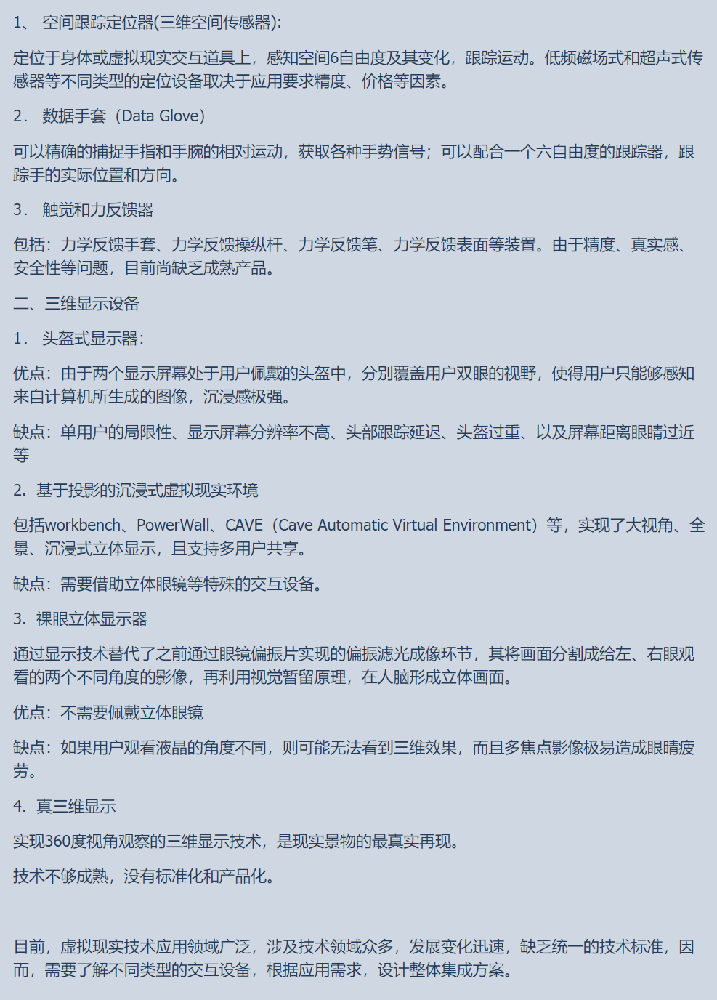 1、 空间跟踪定位器(三维空间传感器):
定位于身体或虚拟现实交互道具上，感知空间6自由度及其变化，跟踪运动。低频磁场式和超声式传
感器等不同类型的定位设备取决于应用要求精度、价格等因素。
2． 数据手套（Data Glove）
可以精确的捕捉手指和手腕的相对运动，获取各种手势信号；可以配合一个六自由度的跟踪器，跟
踪手的实际位置和方向。
3． 触觉和力反馈器
包括：力学反馈手套、力学反馈操纵杆、力学反馈笔、力学反馈表面等装置。由于精度、真实感、
安全性等问题，目前尚缺乏成熟产品。
二、三维显示设备
1． 头盔式显示器：
优点：由于两个显示屏幕处于用户佩戴的头盔中，分别覆盖用户双眼的视野，使得用户只能够感知
来自计算机所生成的图像，沉浸感极强。
缺点：单用户的局限性、显示屏幕分辨率不高、头部跟踪延迟、头盔过重、以及屏幕距离眼睛过近
等
2. 基于投影的沉浸式虚拟现实环境
包括workbench、PowerWall、CAVE（Cave Automatic Virtual Environment）等，实现了大视角、全
景、沉浸式立体显示，且支持多用户共享。
缺点：需要借助立体眼镜等特殊的交互设备。
3. 裸眼立体显示器
通过显示技术替代了之前通过眼镜偏振片实现的偏振滤光成像环节，其将画面分割成给左、右眼观
看的两个不同角度的影像，再利用视觉暂留原理，在人脑形成立体画面。
优点：不需要佩戴立体眼镜
缺点：如果用户观看液晶的角度不同，则可能无法看到三维效果，而且多焦点影像极易造成眼睛疲
劳。
4. 真三维显示
实现360度视角观察的三维显示技术，是现实景物的最真实再现。
技术不够成熟，没有标准化和产品化。
目前，虚拟现实技术应用领域广泛，涉及技术领域众多，发展变化迅速，缺乏统一的技术标准，因
而，需要了解不同类型的交互设备，根据应用需求，设计整体集成方案。